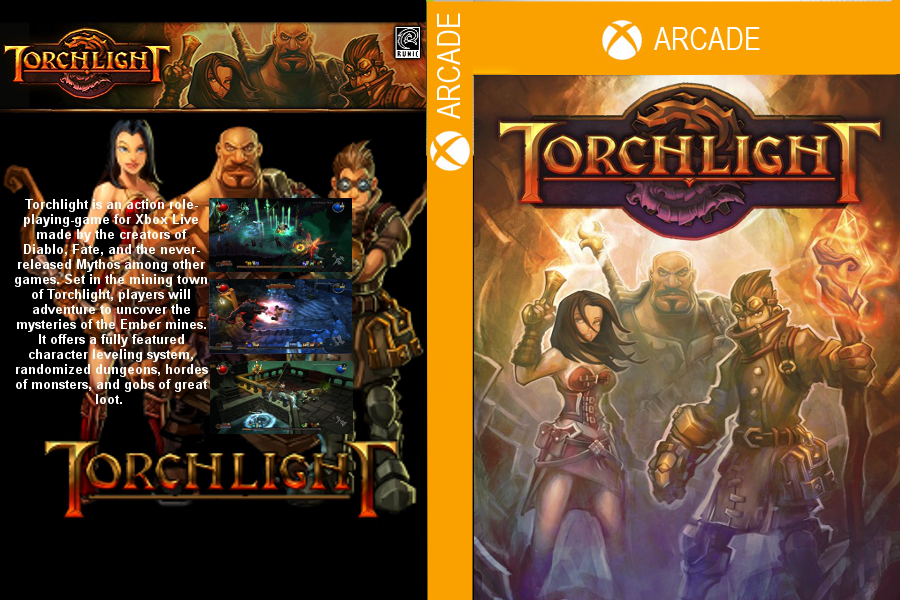 TORCHLIGHT
RUNIC
Torchlight is an action role-
playing-game for Xbox Live
made by the creators of
Diablo, Fate, and the never-
released Mythos among other
games. Set in the mining town
of Torchlight, players will
adventure to uncover the
mysteries of the Ember mines.
It offers a fully featured
character leveling system,
randomized dungeons, hordes
of monsters, and gobs of great
loot.
TORCHLIGHT
ARCADE
ARCADE
TORCHLIGHT